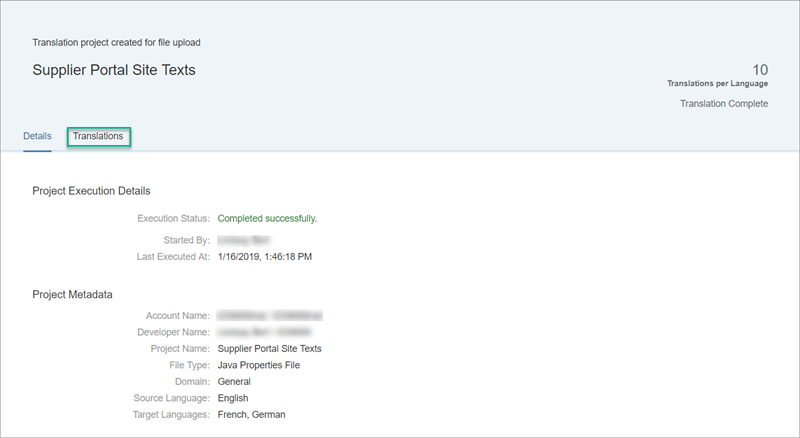 Translation project created for file upload
Supplier Portal Site Texts
10
Translations per Language
Translation Complete
Details
Translations
Project Execution Details
Execution Status: Completed successfully.
Started By:
Last Executed At: 1/16/2019, 1:46:18 PM
Project Metadata
Account Name:
Developer Name:
Project Name: Supplier Portal Site Texts
File Type: Java Properties File
Domain: General
Source Language: English
Target Languages: French, German